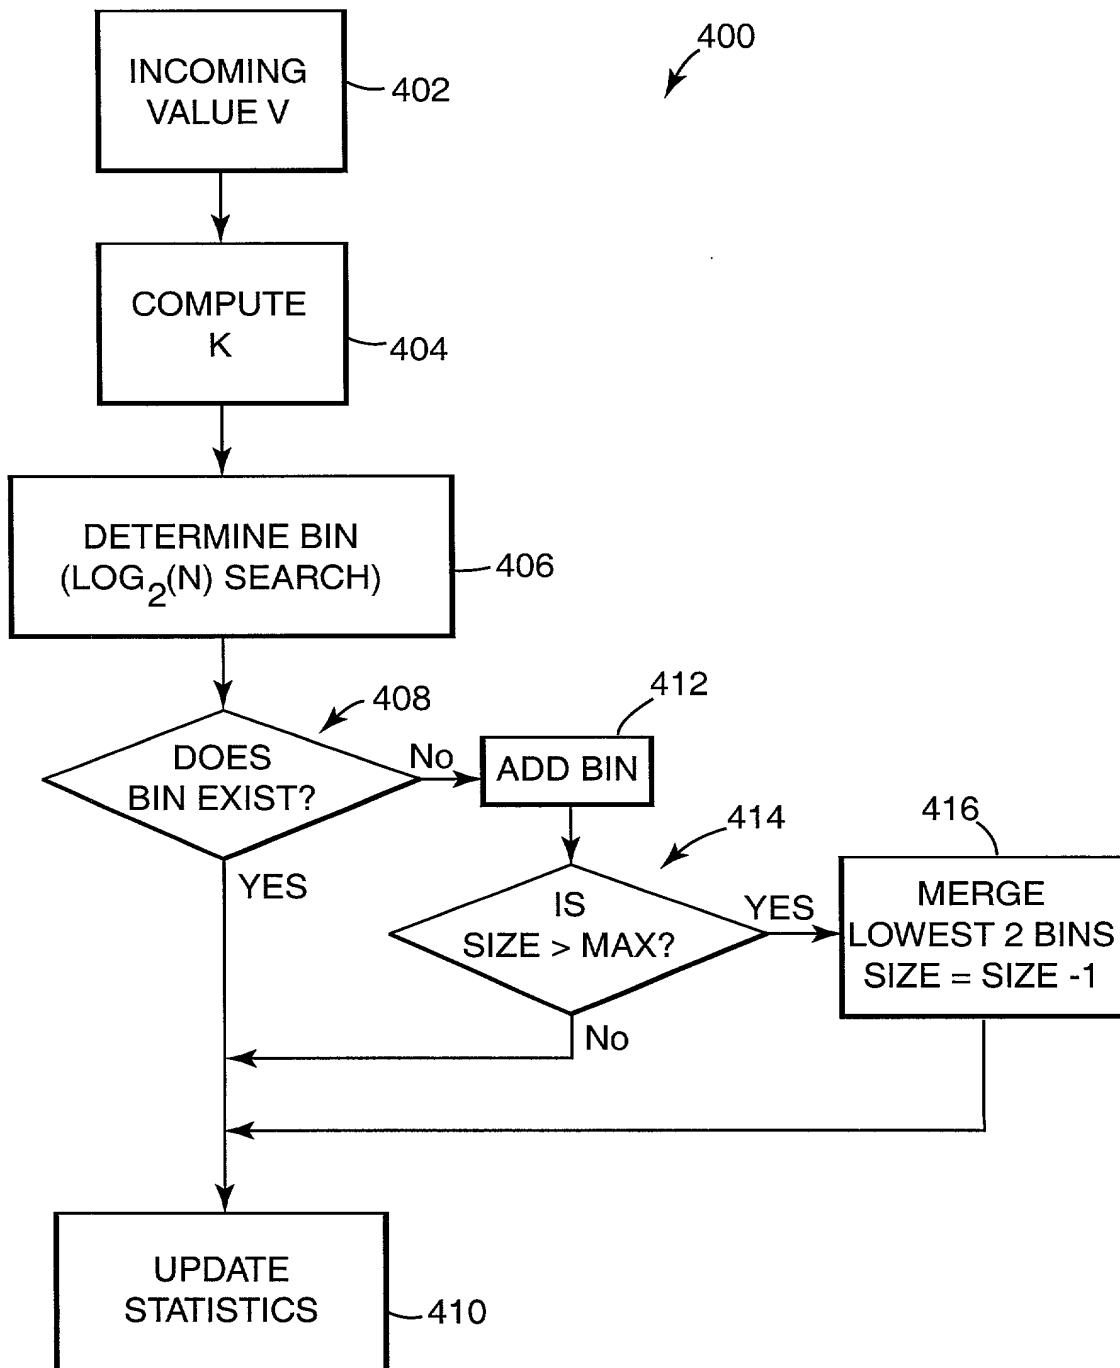 400
INCOMING
VALUE V
402
COMPUTE
K
404
DETERMINE BIN
(LOG2(N) SEARCH)
406
408
DOES
BIN EXIST?
No
YES
412
ADD BIN
414
IS
SIZE > MAX?
YES
No
416
MERGE
LOWEST 2 BINS
SIZE = SIZE -1
UPDATE
STATISTICS
410